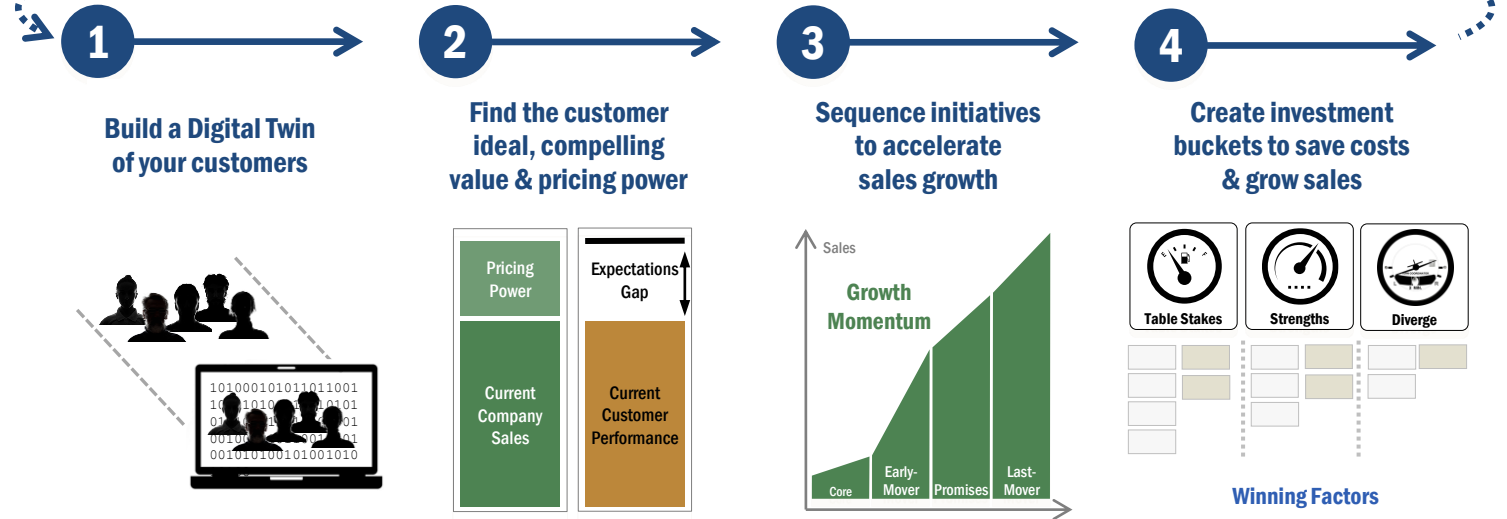 1
Build a Digital Twin
of your customers
101000101011011001
001010100101001010
2
Find the customer
ideal, compelling
value & pricing power
Pricing
Power
Current
Company
Sales
Expectations
Gap
Current
Customer
Performance
3
Sequence initiatives
to accelerate
sales growth
Sales
Growth
Momentum
Core
Early-
Mover
Promises
Last-
Mover
4
Create investment
buckets to save costs
& grow sales
E
F
Table Stakes
Strengths
Diverge
Winning Factors